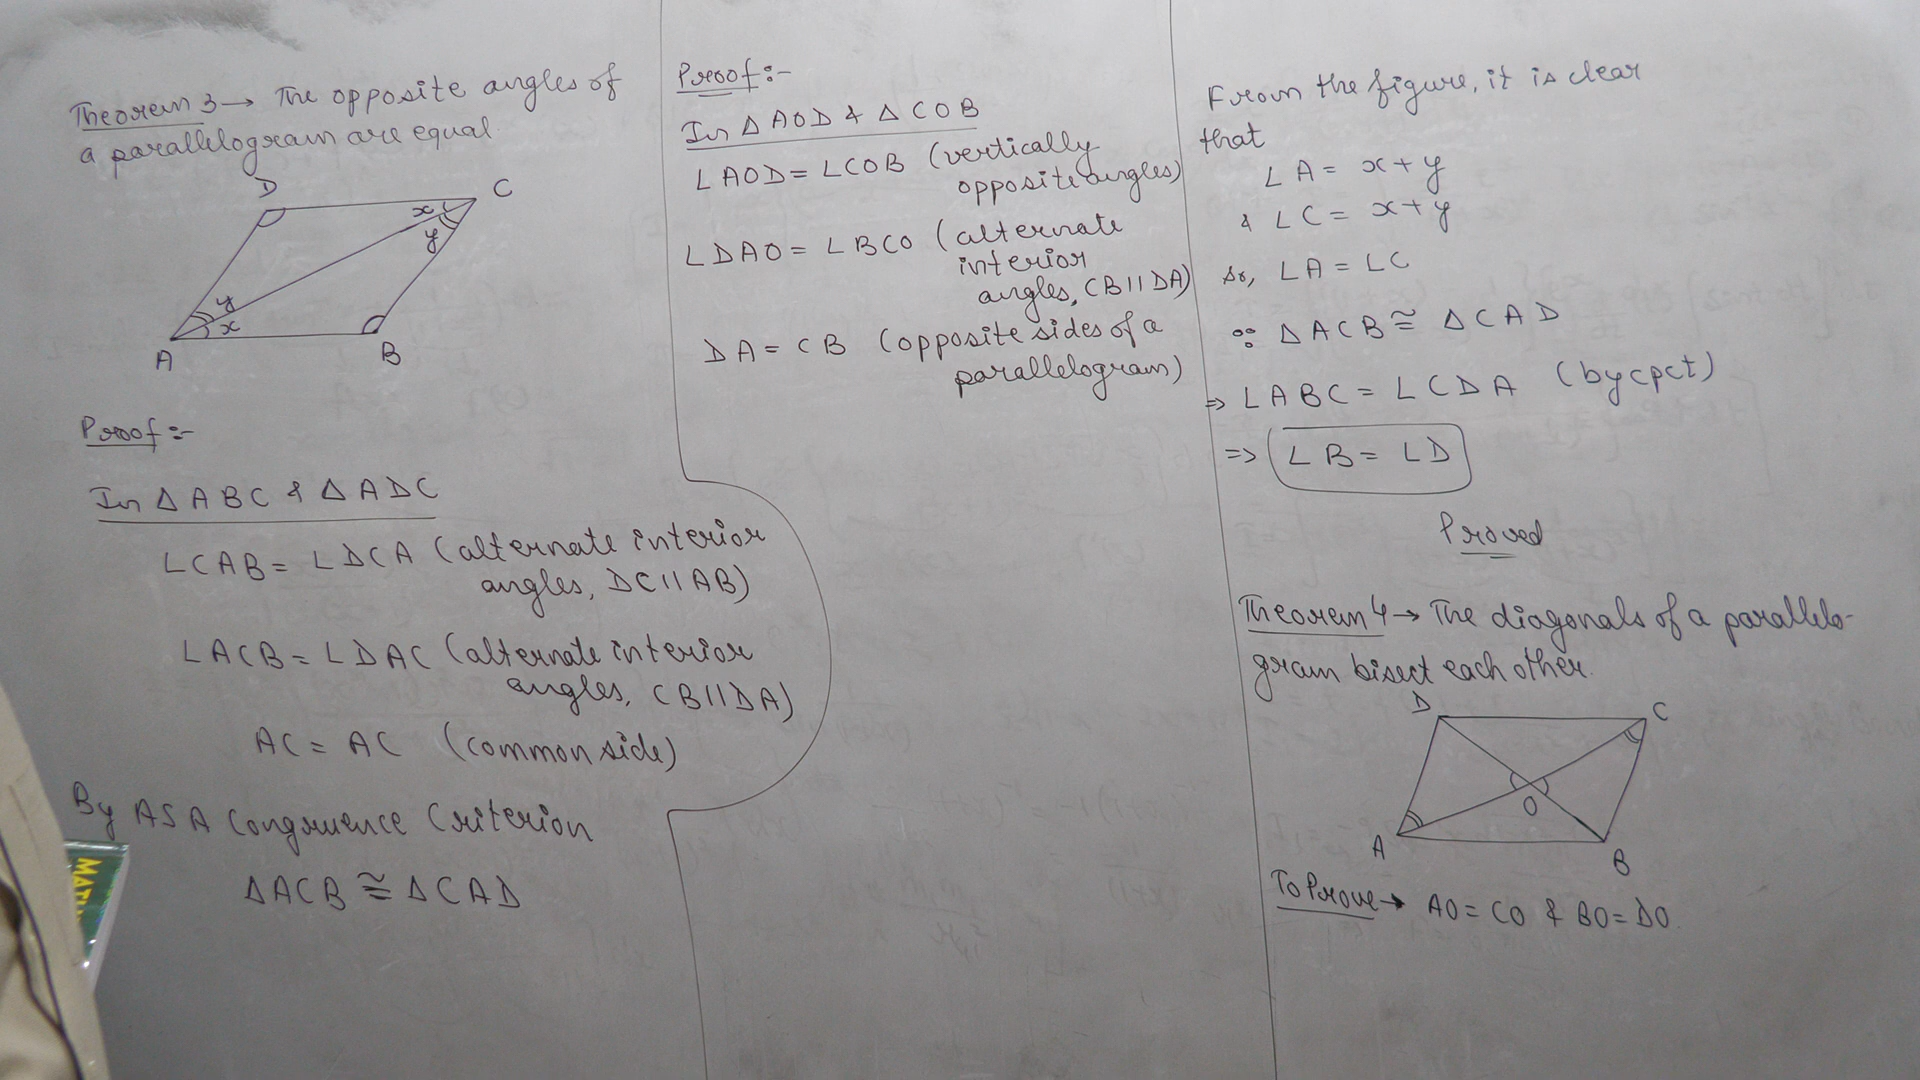 Theorem 3 → The opposite angles of
a parallelogram are equal.
D
C
x
y
y
x
A
B
Proof :-
In △ABC & △ADC
∠CAB = ∠DCA (alternate interior
angles, DC||AB)
∠ACB = ∠DAC (alternate interior
angles, CB||DA)
AC = AC (common side)
By ASA Congruence Criterion
△ACB ≅ △CAD
MATH
From the figure, it is clear
that
∠A = x + y
& ∠C = x + y
so, ∠A = ∠C
∵ △ACB ≅ △CAD
⇒ ∠ABC = ∠CDA (by cpct)
⇒ ∠B = ∠D
Proved
Theorem 4 → The diagonals of a parallelo-
gram bisect each other.
D
C
O
A
B
To Prove → AO = CO & BO = DO
Proof :-
In △AOD & △COB
∠AOD = ∠COB (vertically
opposite angles)
∠DAO = ∠BCO (alternate
interior
angles, CB||DA)
DA = CB (opposite sides of a
parallelogram)